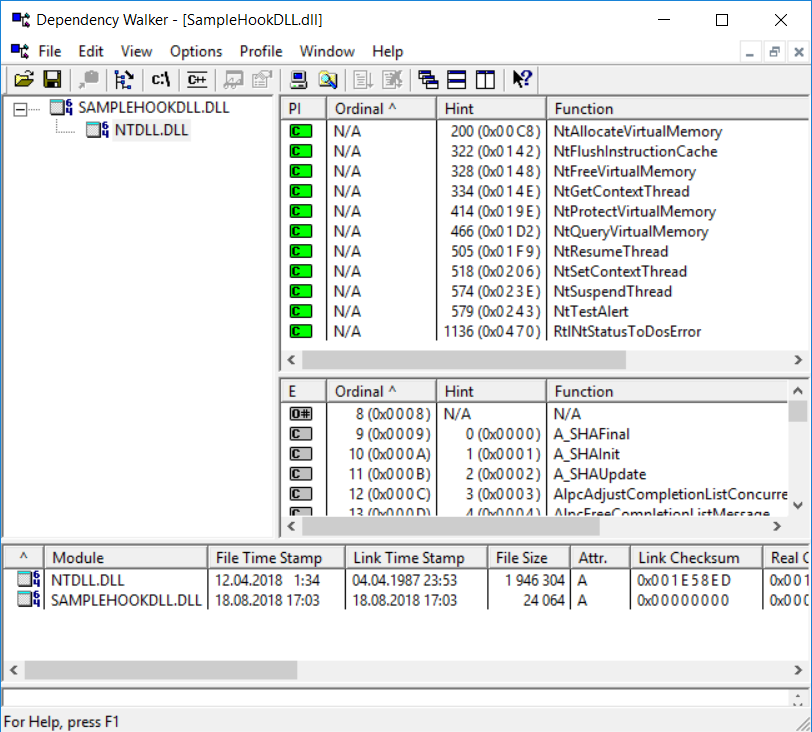 Dependency Walker - [SampleHookDLL.dll]
File Edit View Options Profile Window Help
c:\ C++
SAMPLEHOOKDLL.DLL
NTDLL.DLL
PI Ordinal ^ Hint Function
C N/A 200 (0x00C8) NtAllocateVirtualMemory
C N/A 322 (0x0142) NtFlushInstructionCache
C N/A 328 (0x0148) NtFreeVirtualMemory
C N/A 334 (0x014E) NtGetContextThread
C N/A 414 (0x019E) NtProtectVirtualMemory
C N/A 466 (0x01D2) NtQueryVirtualMemory
C N/A 505 (0x01F9) NtResumeThread
C N/A 518 (0x0206) NtSetContextThread
C N/A 574 (0x023E) NtSuspendThread
C N/A 579 (0x0243) NtTestAlert
C N/A 1136 (0x0470) RtlNtStatusToDosError
E Ordinal ^ Hint Function
O# 8 (0x0008) N/A N/A
C 9 (0x0009) 0 (0x0000) A_SHAFinal
C 10 (0x000A) 1 (0x0001) A_SHAInit
C 11 (0x000B) 2 (0x0002) A_SHAUpdate
C 12 (0x000C) 3 (0x0003) AlpcAdjustCompletionListConcurre
C 13 (0x000D) 4 (0x0004) AlpcFreeCompletionListMessage
^ Module File Time Stamp Link Time Stamp File Size Attr. Link Checksum Real C
NTDLL.DLL 12.04.2018 1:34 04.04.1987 23:53 1 946 304 A 0x001E58ED 0x001
SAMPLEHOOKDLL.DLL 18.08.2018 17:03 18.08.2018 17:03 24 064 A 0x00000000 0x000
For Help, press F1